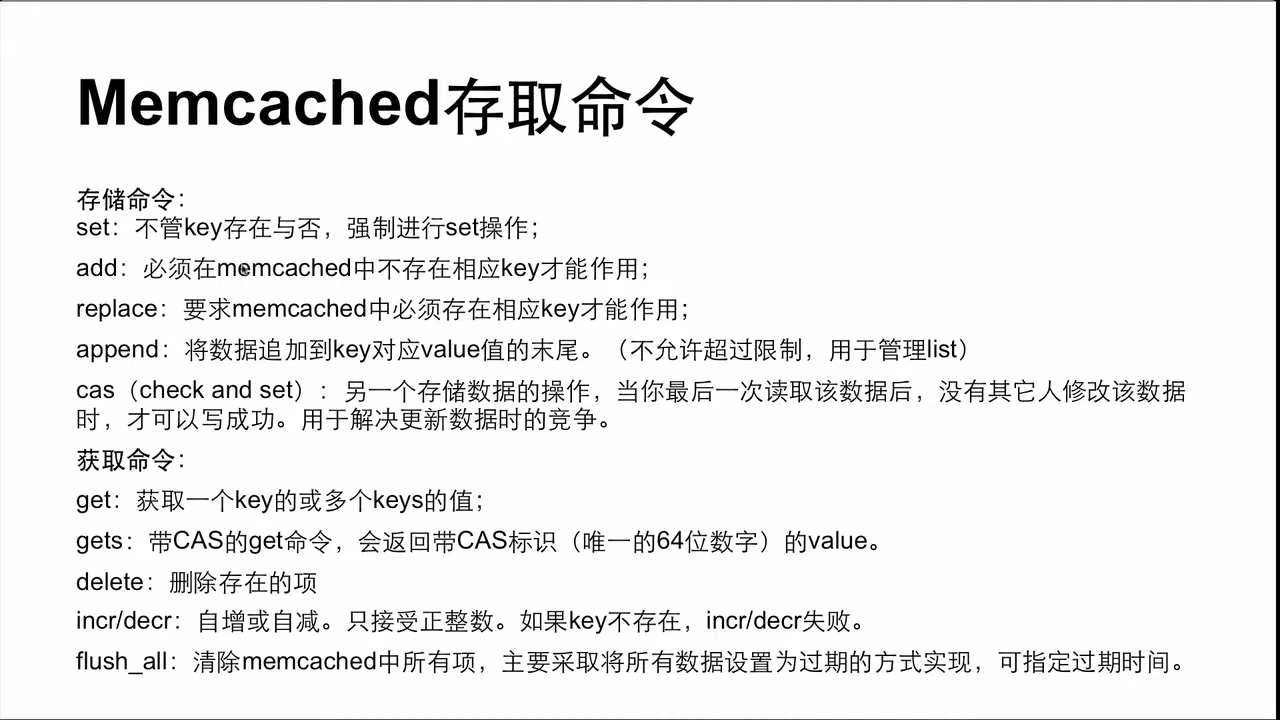 Memcached存取命令
存储命令：
set：不管key存在与否，强制进行set操作；
add：必须在memcached中不存在相应key才能作用；
replace：要求memcached中必须存在相应key才能作用；
append：将数据追加到key对应value值的末尾。（不允许超过限制，用于管理list）
cas（check and set）：另一个存储数据的操作，当你最后一次读取该数据后，没有其它人修改该数据
时，才可以写成功。用于解决更新数据时的竞争。
获取命令：
get：获取一个key的或多个keys的值；
gets：带CAS的get命令，会返回带CAS标识（唯一的64位数字）的value。
delete：删除存在的项
incr/decr：自增或自减。只接受正整数。如果key不存在，incr/decr失败。
flush_all：清除memcached中所有项，主要采取将所有数据设置为过期的方式实现，可指定过期时间。